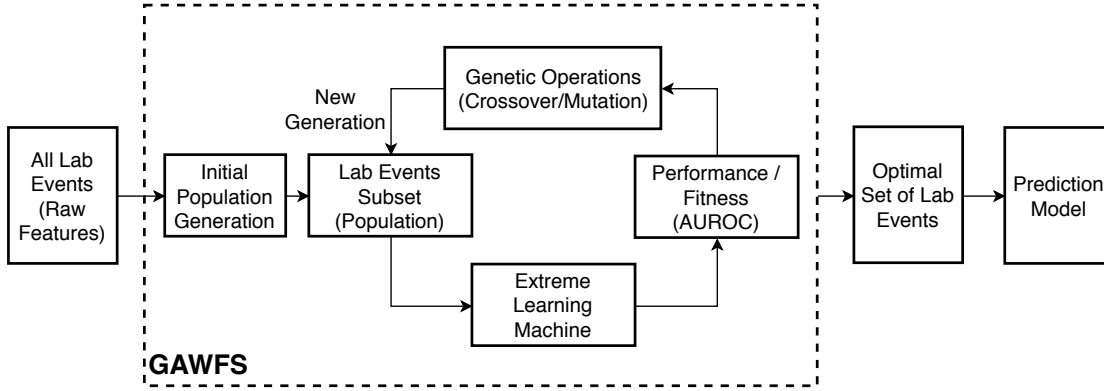 All Lab
Events
(Raw
Features)
Initial
Population
Generation
New
Generation
Lab Events
Subset
(Population)
Genetic Operations
(Crossover/Mutation)
Extreme
Learning
Machine
Performance /
Fitness
(AUROC)
GAWFS
Optimal
Set of Lab
Events
Prediction
Model